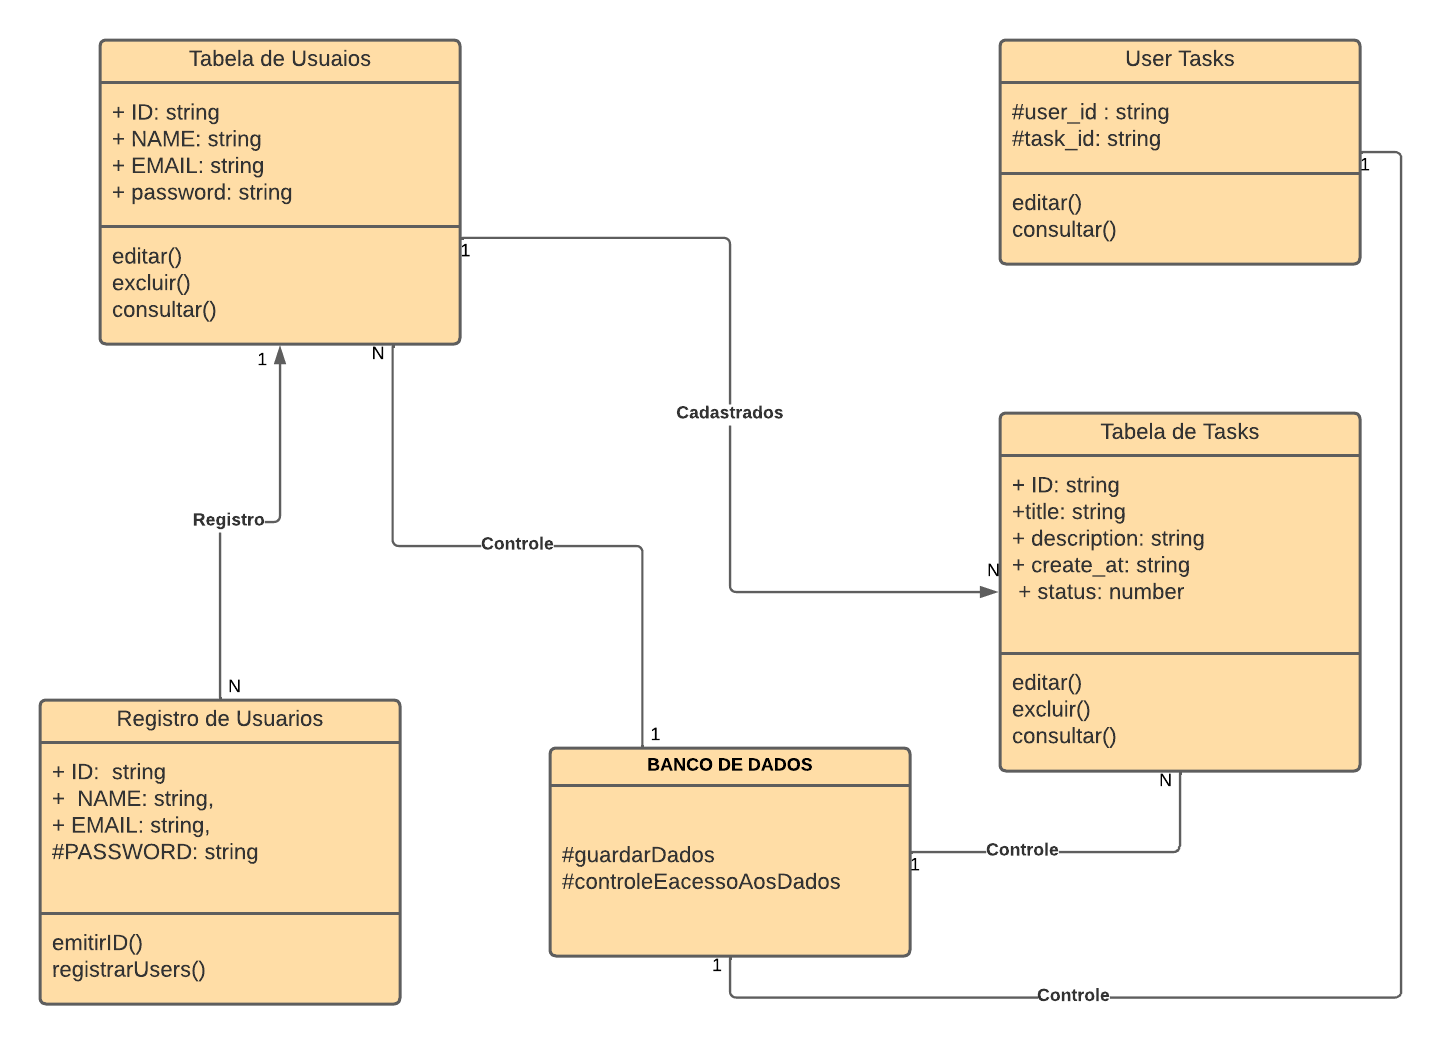 Tabela de Usuaios
+ ID: string
+ NAME: string
+ EMAIL: string
+ password: string
editar()
excluir()
consultar()
User Tasks
#user_id : string
#task_id: string
editar()
consultar()
1
1
1
N
Cadastrados
Registro
Controle
Tabela de Tasks
+ ID: string
+title: string
+ description: string
+ create_at: string
+ status: number
editar()
excluir()
consultar()
N
N
N
1
Registro de Usuarios
+ ID:  string
+  NAME: string,
+ EMAIL: string,
#PASSWORD: string
emitirID()
registrarUsers()
BANCO DE DADOS
#guardarDados
#controleEacessoAosDados
1
Controle
1
Controle